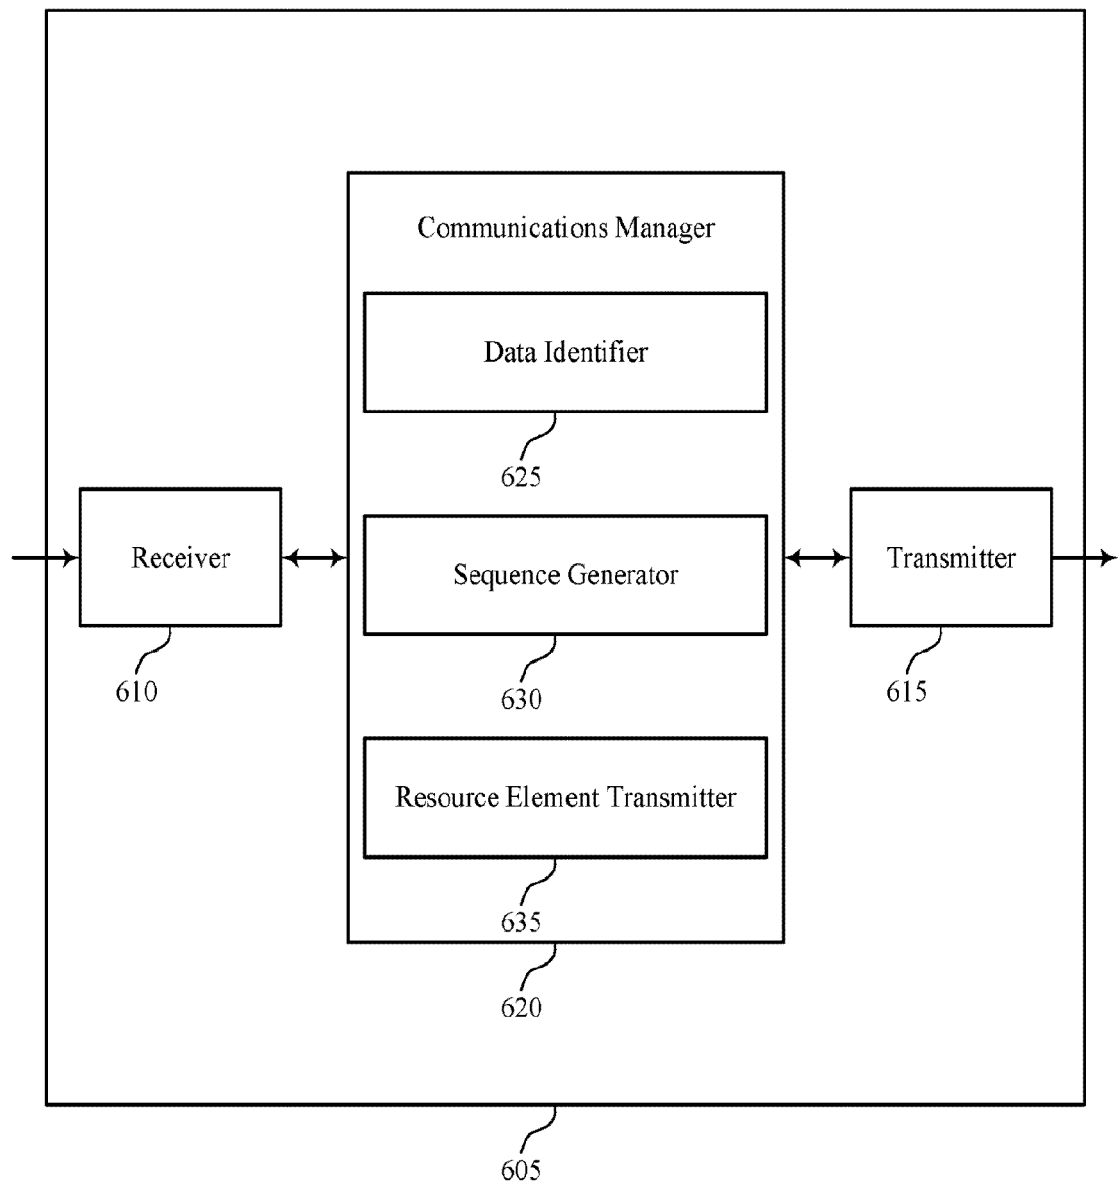 Communications Manager
Data Identifier
625
Receiver
Sequence Generator
Transmitter
610
630
615
Resource Element Transmitter
635
620
605